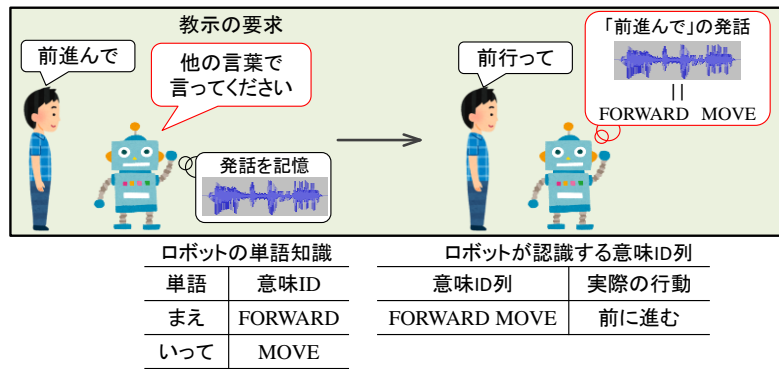 教示の要求
前進んで
他の言葉で
言ってください
発話を記憶
前行って
「前進んで」の発話
||
FORWARD MOVE
ロボットの単語知識
単語 意味ID
まえ FORWARD
いって MOVE
ロボットが認識する意味ID列
意味ID列 実際の行動
FORWARD MOVE 前に進む